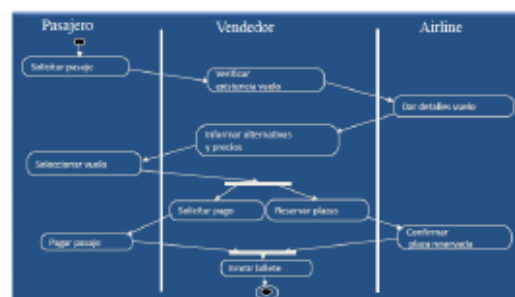 Pasajero
Vendedor
Airline
Solicitar pasaje
Verificar
existencia vuelo
Dar detalles vuelo
Informar alternativas
y precios
Seleccionar vuelo
Solicitar pago
Reservar plazas
Pagar pasaje
Confirmar
plaza reservada
Emitir billete